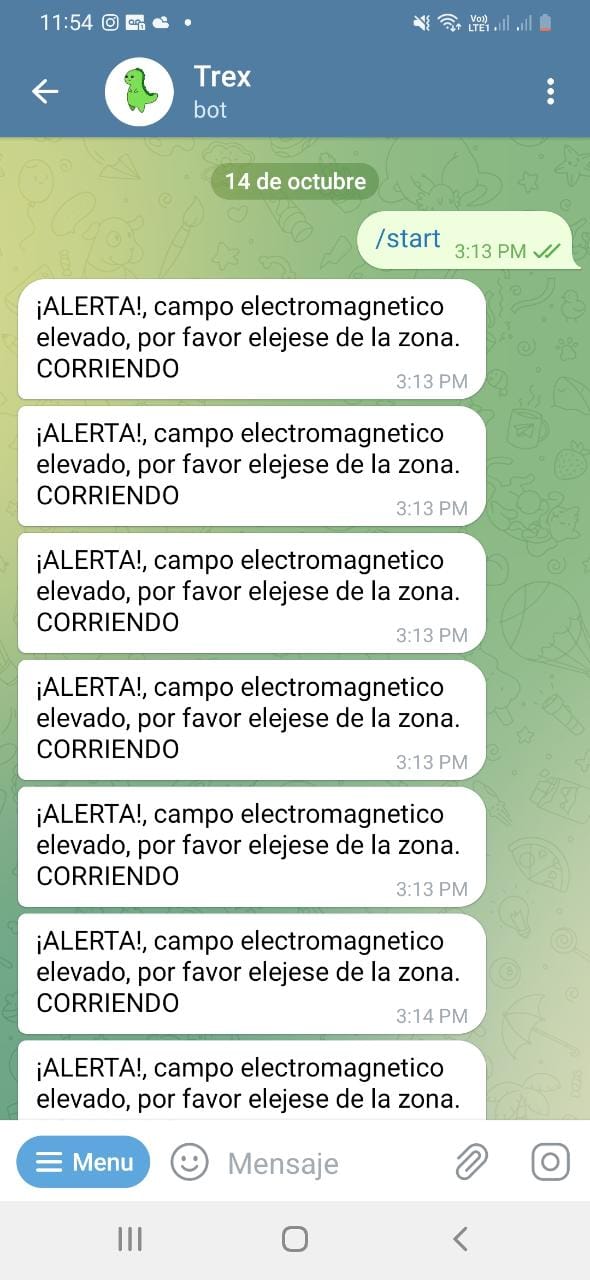 11:54
Vo))
LTE1
Trex
bot
14 de octubre
/start
3:13 PM
¡ALERTA!, campo electromagnetico
elevado, por favor elejese de la zona.
CORRIENDO
3:13 PM
¡ALERTA!, campo electromagnetico
elevado, por favor elejese de la zona.
CORRIENDO
3:13 PM
¡ALERTA!, campo electromagnetico
elevado, por favor elejese de la zona.
CORRIENDO
3:13 PM
¡ALERTA!, campo electromagnetico
elevado, por favor elejese de la zona.
CORRIENDO
3:13 PM
¡ALERTA!, campo electromagnetico
elevado, por favor elejese de la zona.
CORRIENDO
3:13 PM
¡ALERTA!, campo electromagnetico
elevado, por favor elejese de la zona.
CORRIENDO
3:14 PM
¡ALERTA!, campo electromagnetico
elevado, por favor elejese de la zona.
Menu
Mensaje